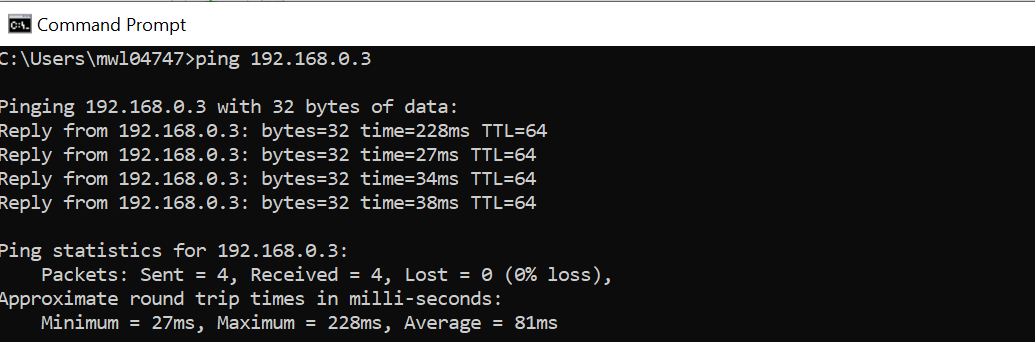 Command Prompt
C:\Users\mwl04747>ping 192.168.0.3
Pinging 192.168.0.3 with 32 bytes of data:
Reply from 192.168.0.3: bytes=32 time=228ms TTL=64
Reply from 192.168.0.3: bytes=32 time=27ms TTL=64
Reply from 192.168.0.3: bytes=32 time=34ms TTL=64
Reply from 192.168.0.3: bytes=32 time=38ms TTL=64
Ping statistics for 192.168.0.3:
    Packets: Sent = 4, Received = 4, Lost = 0 (0% loss),
Approximate round trip times in milli-seconds:
    Minimum = 27ms, Maximum = 228ms, Average = 81ms